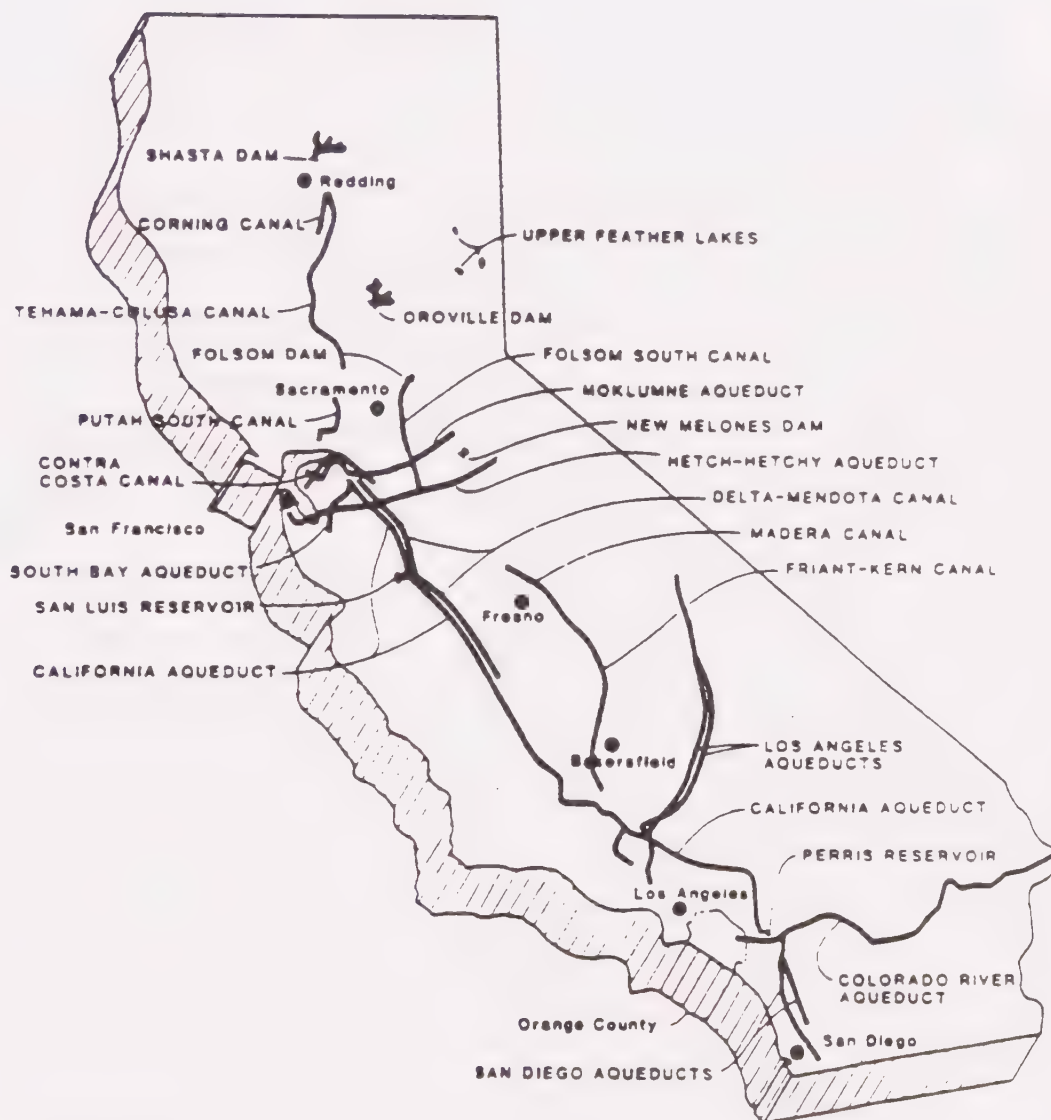 SHASTA DAM
Redding
CORNING CANAL
UPPER FEATHER LAKES
TEHAMA-COLUSA CANAL
OROVILLE DAM
FOLSOM DAM
FOLSOM SOUTH CANAL
Sacramento
MOKLUMNE AQUEDUCT
PUTAH SOUTH CANAL
NEW MELONES DAM
CONTRA
COSTA CANAL
HETCH-HETCHY AQUEDUCT
DELTA-MENDOTA CANAL
San Francisco
MADERA CANAL
SOUTH BAY AQUEDUCT
FRIANT-KERN CANAL
SAN LUIS RESERVOIR
Fresno
CALIFORNIA AQUEDUCT
Bakersfield
LOS ANGELES
AQUEDUCTS
CALIFORNIA AQUEDUCT
PERRIS RESERVOIR
Los Angeles
COLORADO RIVER
AQUEDUCT
Orange County
San Diego
SAN DIEGO AQUEDUCTS